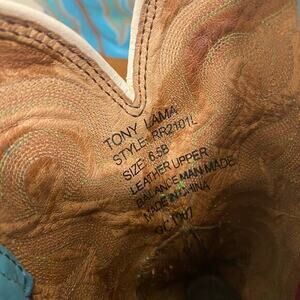 TONY LAMA
STYLE: RR2101L
SIZE: 6.5B
LEATHER UPPER
BALANCE MAN MADE
MADE IN CHINA